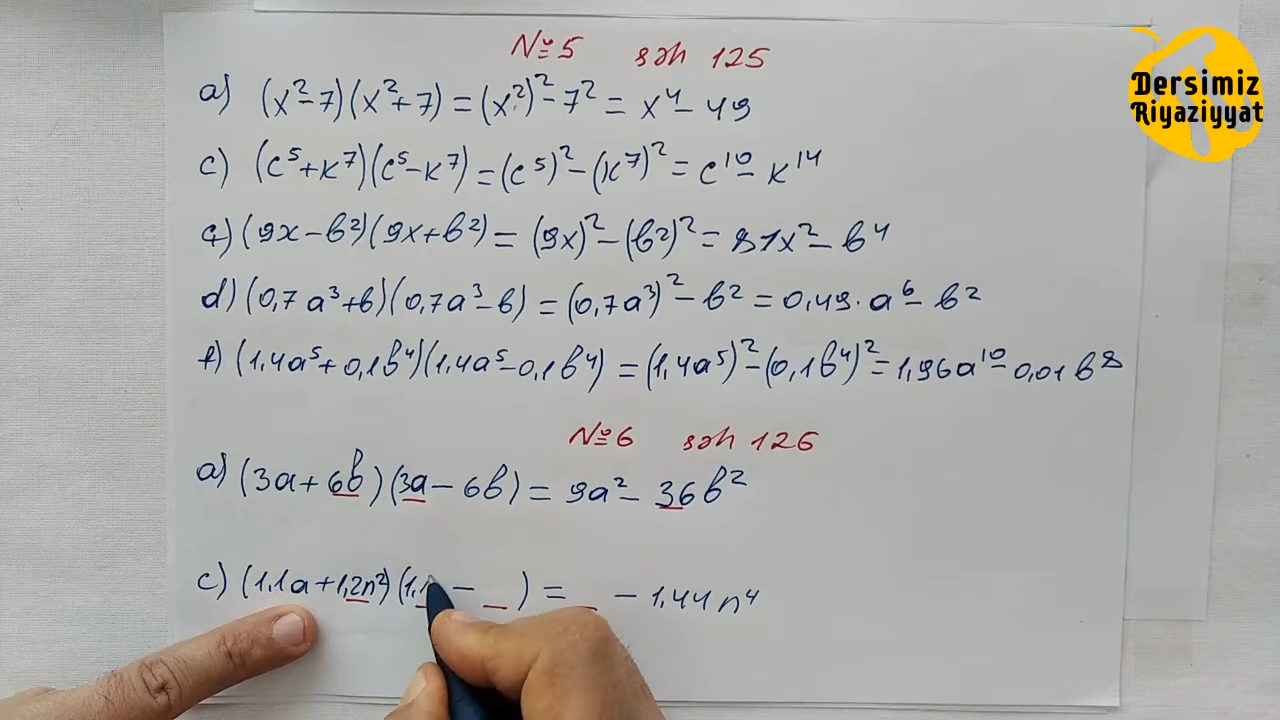 №5 səh 125
Dersimiz
Riyaziyyat
a) (x²-7)(x²+7) = (x²)² - 7² = x⁴ - 49
c) (c⁵+k⁷)(c⁵-k⁷) = (c⁵)² - (k⁷)² = c¹⁰ - k¹⁴
ç) (9x-b²)(9x+b²) = (9x)² - (b²)² = 81x² - b⁴
d) (0,7a³+b)(0,7a³-b) = (0,7a³)² - b² = 0,49·a⁶ - b²
f) (1,4a⁵+0,1b⁴)(1,4a⁵-0,1b⁴) = (1,4a⁵)² - (0,1b⁴)² = 1,96a¹⁰ - 0,01b⁸
№6 səh 126
a) (3a+6b)(3a-6b) = 9a² - 36b²
c) (1,1a+1,2n²)(1,1 - _) = _ - 1,44n⁴